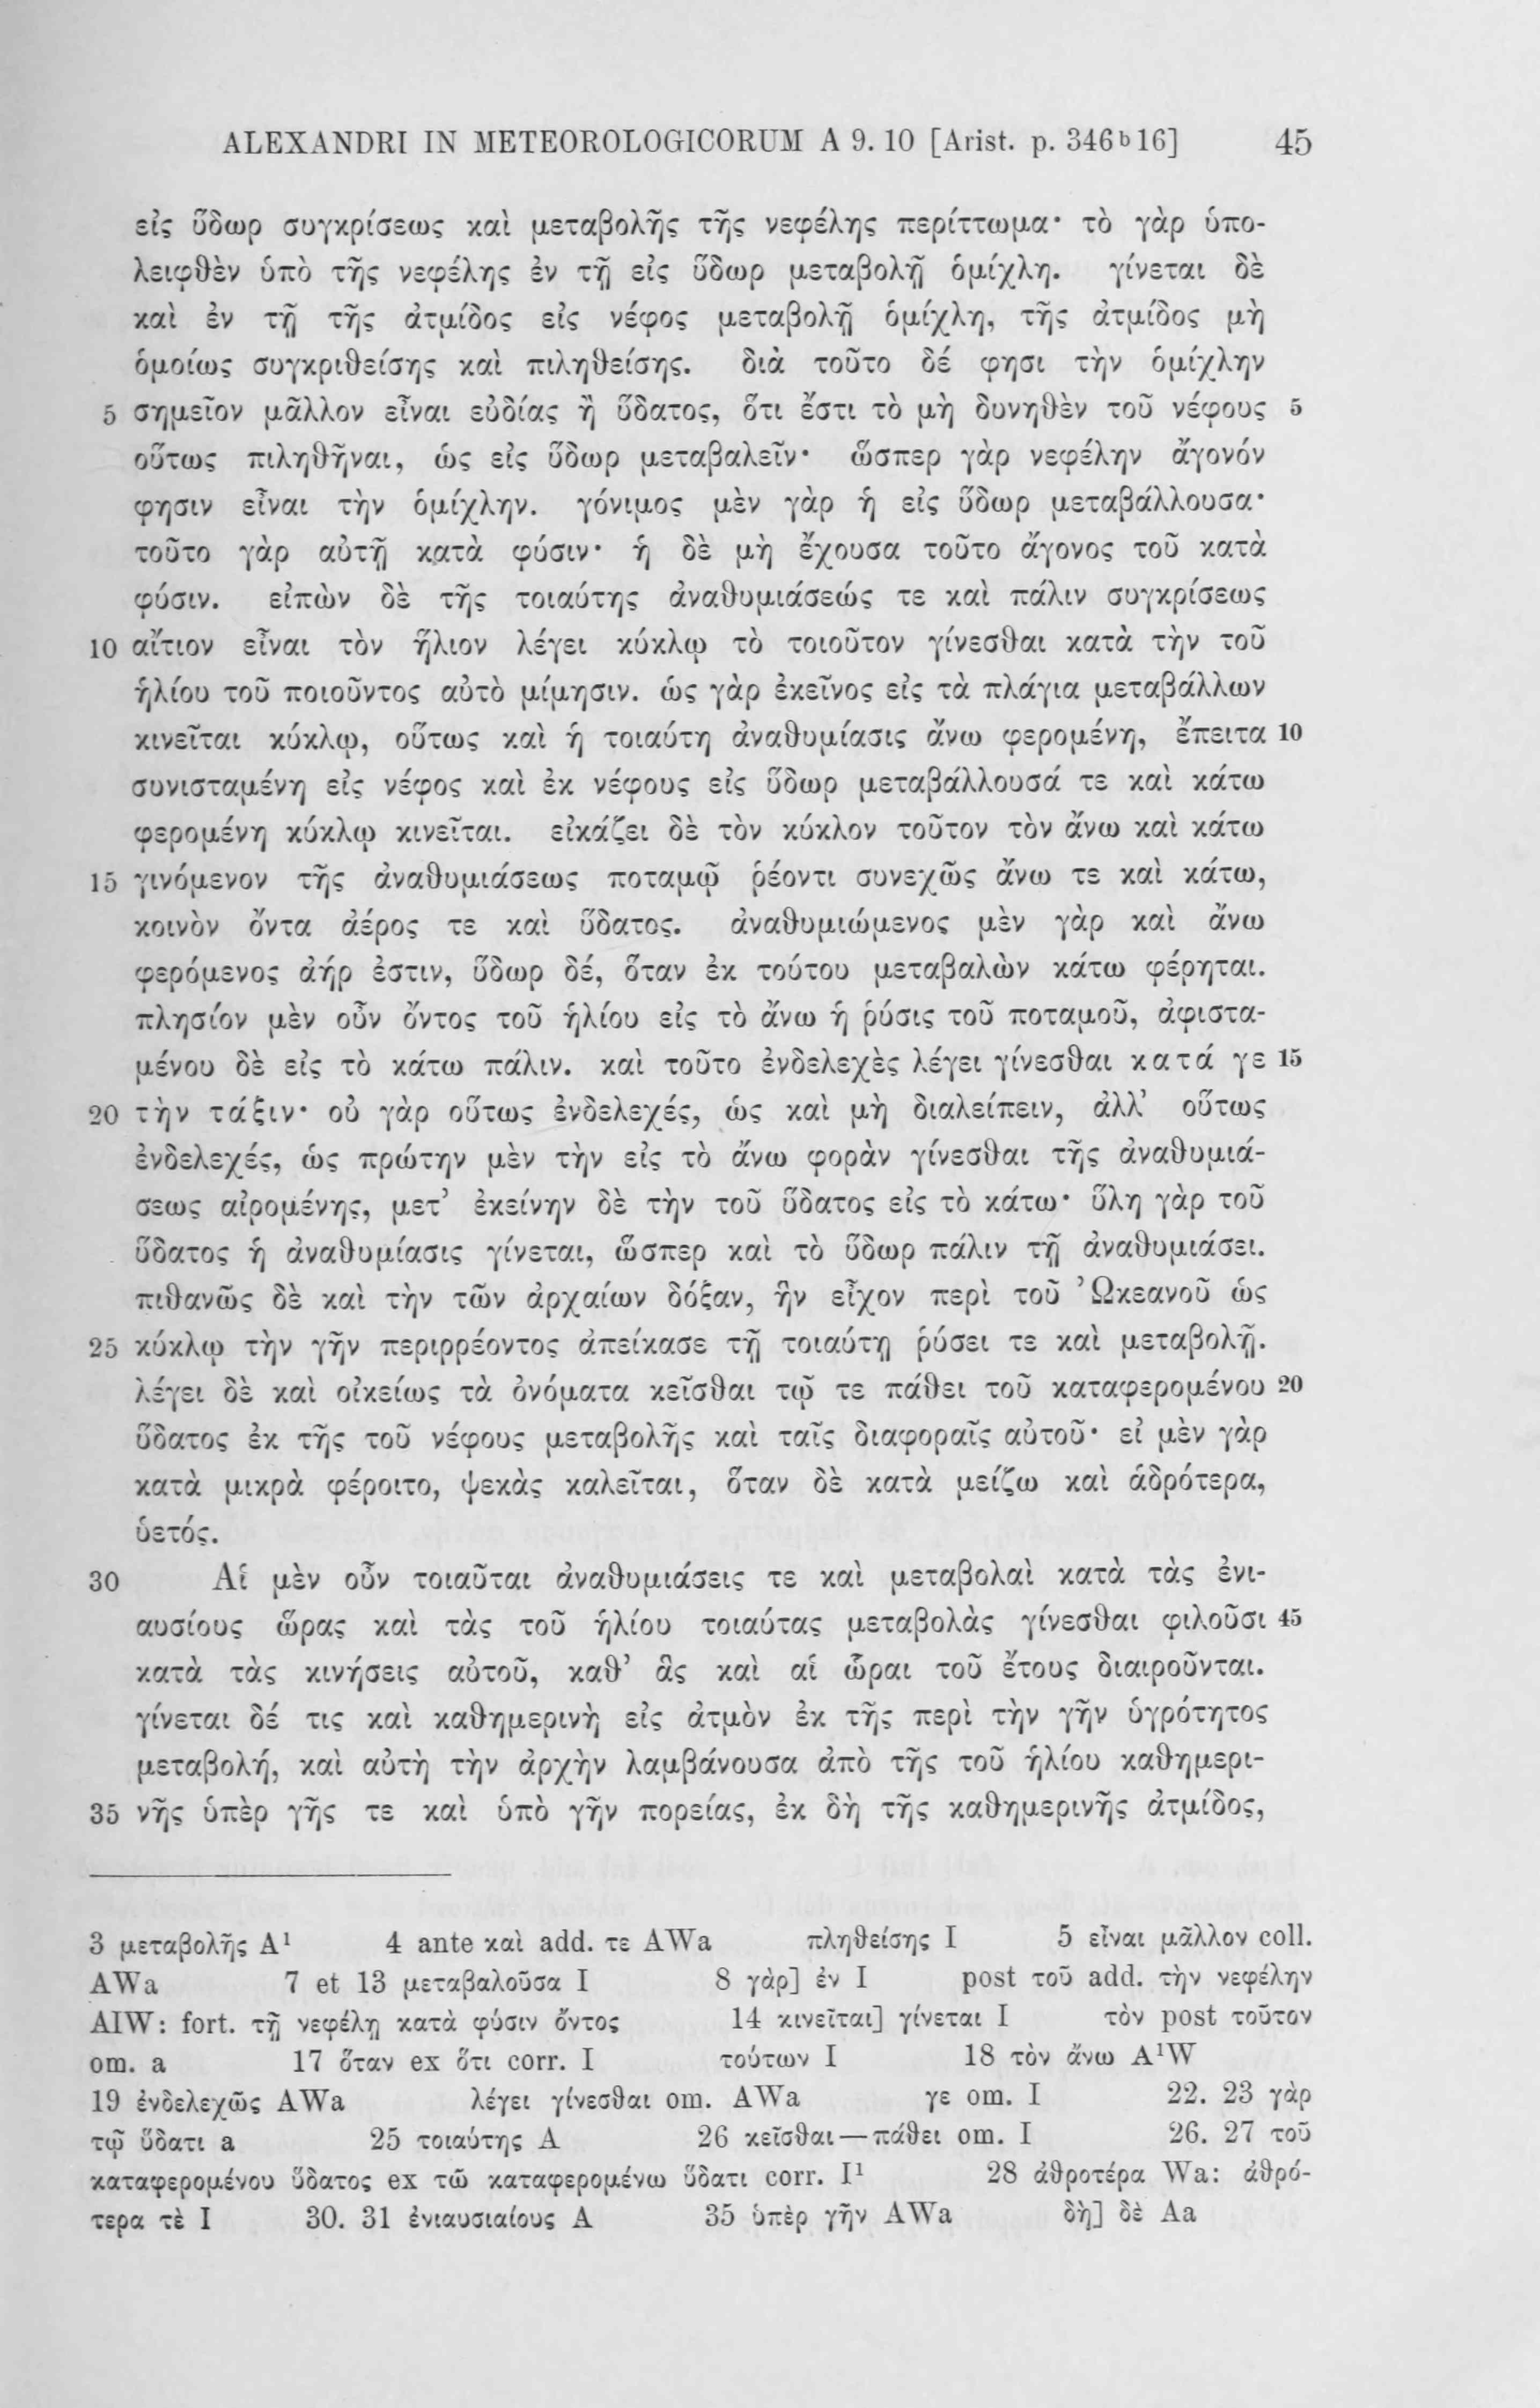 ALEXANDRI IN METEOROLOGICORUM A 9. 10 [Arist. p. 346ᵇ16] 45
εἰς ὕδωρ συγκρίσεως καὶ μεταβολῆς τῆς νεφέλης περίττωμα· τὸ γὰρ ὑπο-
λειφθὲν ὑπὸ τῆς νεφέλης ἐν τῇ εἰς ὕδωρ μεταβολῇ ὁμίχλη. γίνεται δὲ
καὶ ἐν τῇ τῆς ἀτμίδος εἰς νέφος μεταβολῇ ὁμίχλη, τῆς ἀτμίδος μὴ
ὁμοίως συγκριθείσης καὶ πιληθείσης. διὰ τοῦτο δέ φησι τὴν ὁμίχλην
5 σημεῖον μᾶλλον εἶναι εὐδίας ἢ ὕδατος, ὅτι ἔστι τὸ μὴ δυνηθὲν τοῦ νέφους 5
οὕτως πιληθῆναι, ὡς εἰς ὕδωρ μεταβαλεῖν· ὥσπερ γὰρ νεφέλην ἄγονόν
φησιν εἶναι τὴν ὁμίχλην. γόνιμος μὲν γὰρ ἡ εἰς ὕδωρ μεταβάλλουσα·
τοῦτο γὰρ αὐτῇ κατὰ φύσιν· ἡ δὲ μὴ ἔχουσα τοῦτο ἄγονος τοῦ κατὰ
φύσιν. εἰπὼν δὲ τῆς τοιαύτης ἀναθυμιάσεώς τε καὶ πάλιν συγκρίσεως
10 αἴτιον εἶναι τὸν ἥλιον λέγει κύκλῳ τὸ τοιοῦτον γίνεσθαι κατὰ τὴν τοῦ
ἡλίου τοῦ ποιοῦντος αὐτὸ μίμησιν. ὡς γὰρ ἐκεῖνος εἰς τὰ πλάγια μεταβάλλων
κινεῖται κύκλῳ, οὕτως καὶ ἡ τοιαύτη ἀναθυμίασις ἄνω φερομένη, ἔπειτα 10
συνισταμένη εἰς νέφος καὶ ἐκ νέφους εἰς ὕδωρ μεταβάλλουσά τε καὶ κάτω
φερομένη κύκλῳ κινεῖται. εἰκάζει δὲ τὸν κύκλον τοῦτον τὸν ἄνω καὶ κάτω
15 γινόμενον τῆς ἀναθυμιάσεως ποταμῷ ῥέοντι συνεχῶς ἄνω τε καὶ κάτω,
κοινὸν ὄντα ἀέρος τε καὶ ὕδατος. ἀναθυμιώμενος μὲν γὰρ καὶ ἄνω
φερόμενος ἀήρ ἐστιν, ὕδωρ δέ, ὅταν ἐκ τούτου μεταβαλὼν κάτω φέρηται.
πλησίον μὲν οὖν ὄντος τοῦ ἡλίου εἰς τὸ ἄνω ἡ ῥύσις τοῦ ποταμοῦ, ἀφιστα-
μένου δὲ εἰς τὸ κάτω πάλιν. καὶ τοῦτο ἐνδελεχὲς λέγει γίνεσθαι κατά γε 15
20 τὴν τάξιν· οὐ γὰρ οὕτως ἐνδελεχές, ὡς καὶ μὴ διαλείπειν, ἀλλ’ οὕτως
ἐνδελεχές, ὡς πρώτην μὲν τὴν εἰς τὸ ἄνω φορὰν γίνεσθαι τῆς ἀναθυμιά-
σεως αἰρομένης, μετ’ ἐκείνην δὲ τὴν τοῦ ὕδατος εἰς τὸ κάτω· ὕλη γὰρ τοῦ
ὕδατος ἡ ἀναθυμίασις γίνεται, ὥσπερ καὶ τὸ ὕδωρ πάλιν τῇ ἀναθυμιάσει.
πιθανῶς δὲ καὶ τὴν τῶν ἀρχαίων δόξαν, ἣν εἶχον περὶ τοῦ Ὠκεανοῦ ὡς
25 κύκλῳ τὴν γῆν περιρρέοντος ἀπείκασε τῇ τοιαύτῃ ῥύσει τε καὶ μεταβολῇ.
λέγει δὲ καὶ οἰκείως τὰ ὀνόματα κεῖσθαι τῷ τε πάθει τοῦ καταφερομένου 20
ὕδατος ἐκ τῆς τοῦ νέφους μεταβολῆς καὶ ταῖς διαφοραῖς αὐτοῦ· εἰ μὲν γὰρ
κατὰ μικρὰ φέροιτο, ψεκὰς καλεῖται, ὅταν δὲ κατὰ μείζω καὶ ἁδρότερα,
ὑετός.
30 Αἱ μὲν οὖν τοιαῦται ἀναθυμιάσεις τε καὶ μεταβολαὶ κατὰ τὰς ἐνι-
αυσίους ὥρας καὶ τὰς τοῦ ἡλίου τοιαύτας μεταβολὰς γίνεσθαι φιλοῦσι 45
κατὰ τὰς κινήσεις αὐτοῦ, καθ’ ἃς καὶ αἱ ὧραι τοῦ ἔτους διαιροῦνται.
γίνεται δέ τις καὶ καθημερινὴ εἰς ἀτμὸν ἐκ τῆς περὶ τὴν γῆν ὑγρότητος
μεταβολή, καὶ αὐτὴ τὴν ἀρχὴν λαμβάνουσα ἀπὸ τῆς τοῦ ἡλίου καθημερι-
35 νῆς ὑπὲρ γῆς τε καὶ ὑπὸ γῆν πορείας, ἐκ δὴ τῆς καθημερινῆς ἀτμίδος,
3 μεταβολῆς A¹ 4 ante καὶ add. τε AWa πληθείσης I 5 εἶναι μᾶλλον coll.
AWa 7 et 13 μεταβαλοῦσα I 8 γὰρ] ἐν I post τοῦ add. τὴν νεφέλην
AIW: fort. τῇ νεφέλῃ κατὰ φύσιν ὄντος 14 κινεῖται] γίνεται I τὸν post τοῦτον
om. a 17 ὅταν ex ὅτι corr. I τούτων I 18 τὸν ἄνω A¹W
19 ἐνδελεχῶς AWa λέγει γίνεσθαι om. AWa γε om. I 22. 23 γὰρ
τῷ ὕδατι a 25 τοιαύτης A 26 κεῖσθαι — πάθει om. I 26. 27 τοῦ
καταφερομένου ὕδατος ex τῶ καταφερομένω ὕδατι corr. I¹ 28 ἀθροτέρα Wa: ἀθρό-
τερα τὲ I 30. 31 ἐνιαυσιαίους A 35 ὑπὲρ γῆν AWa δὴ] δὲ Aa